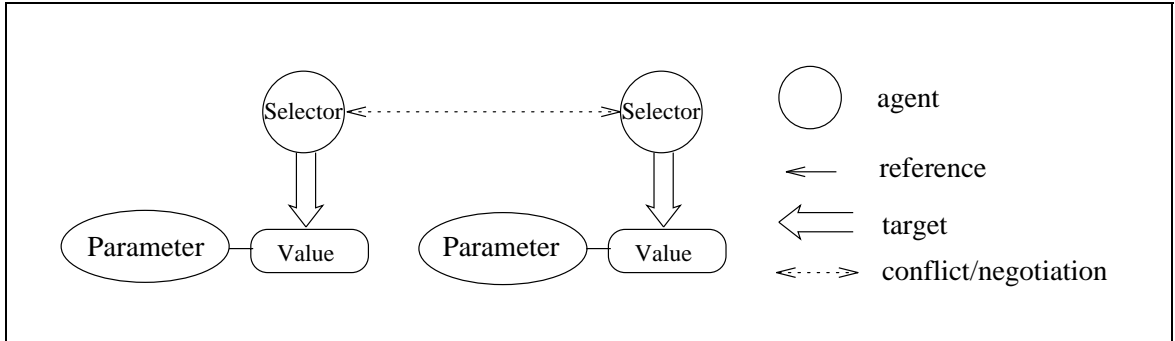 Selector
Selector
agent
reference
Parameter
Value
Parameter
Value
target
conflict/negotiation